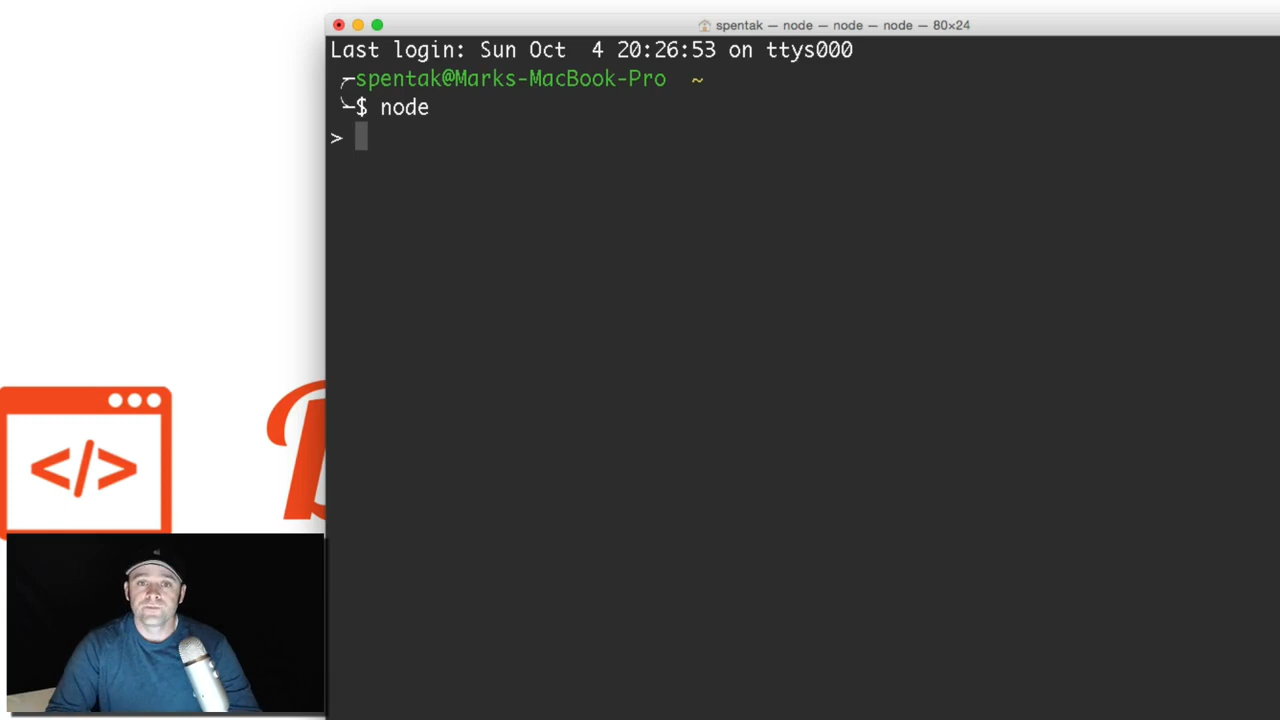 spentak — node — node — node — 80×24
Last login: Sun Oct  4 20:26:53 on ttys000
spentak@Marks-MacBook-Pro  ~
$ node
>
</>